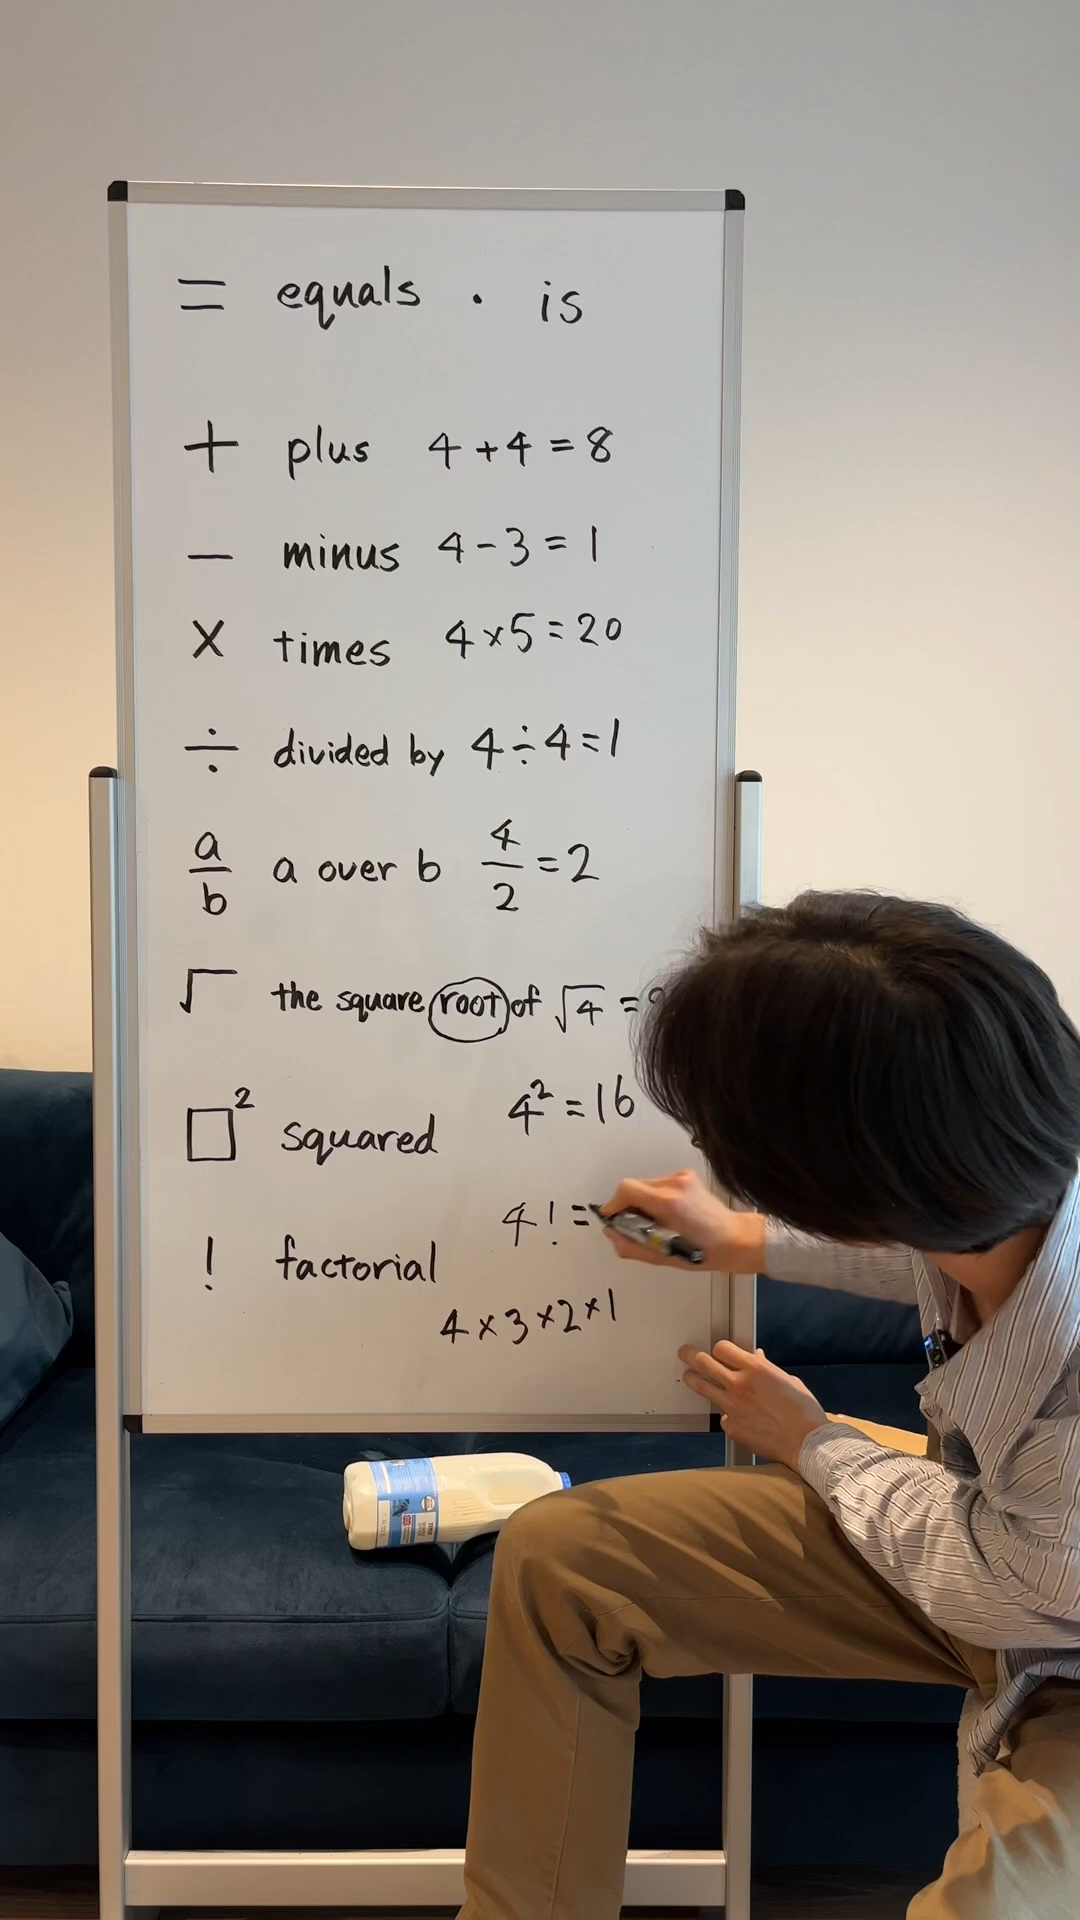 = equals · is
+ plus 4 + 4 = 8
− minus 4 − 3 = 1
× times 4 × 5 = 20
÷ divided by 4 ÷ 4 = 1
a/b a over b 4/2 = 2
√ the square root of √4 =
□² squared 4² = 16
4! =
! factorial
4 × 3 × 2 × 1